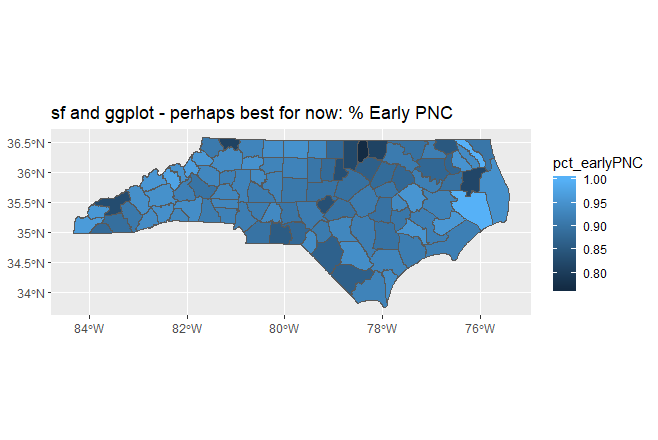 sf and ggplot - perhaps best for now: % Early PNC
36.5°N
36°N
35.5°N
35°N
34.5°N
34°N
84°W
82°W
80°W
78°W
76°W
pct_earlyPNC
1.00
0.95
0.90
0.85
0.80